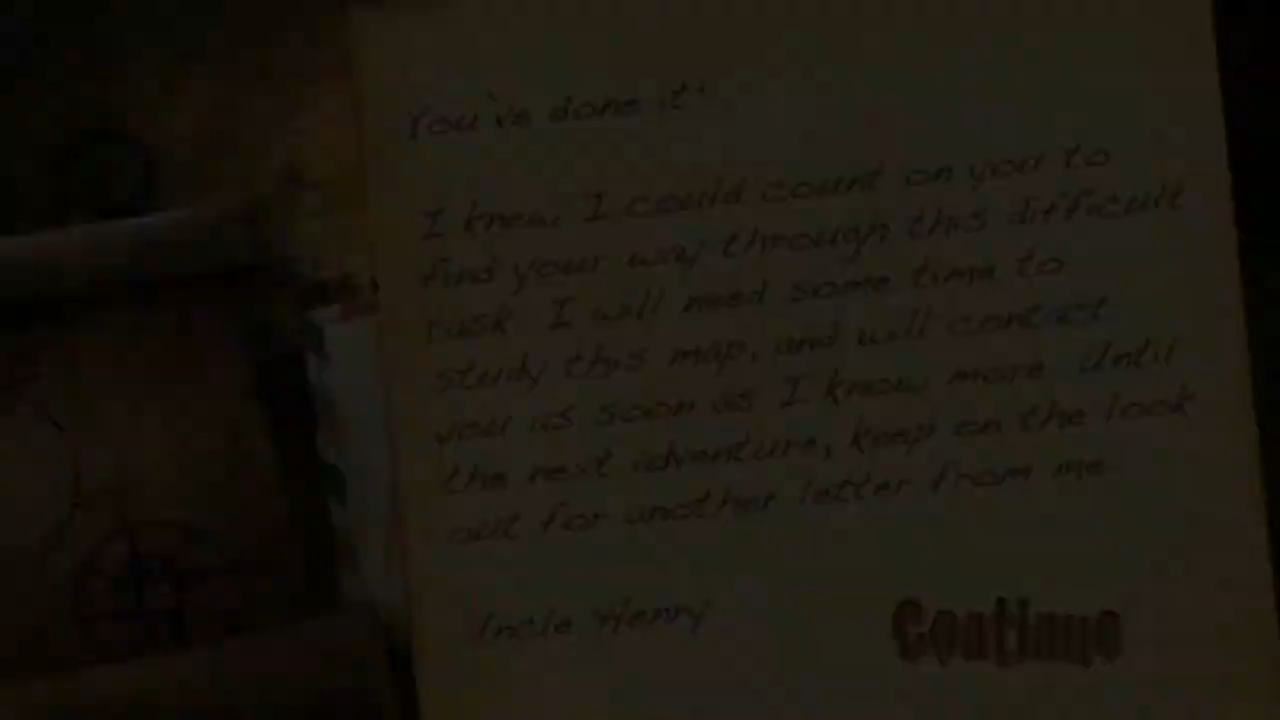 You've done it!
I knew I could count on you to
find your way through this difficult
task. I will need some time to
study this map, and will contact
you as soon as I know more. Until
the next adventure, keep on the look
out for another letter from me.
Uncle Henry
Continue